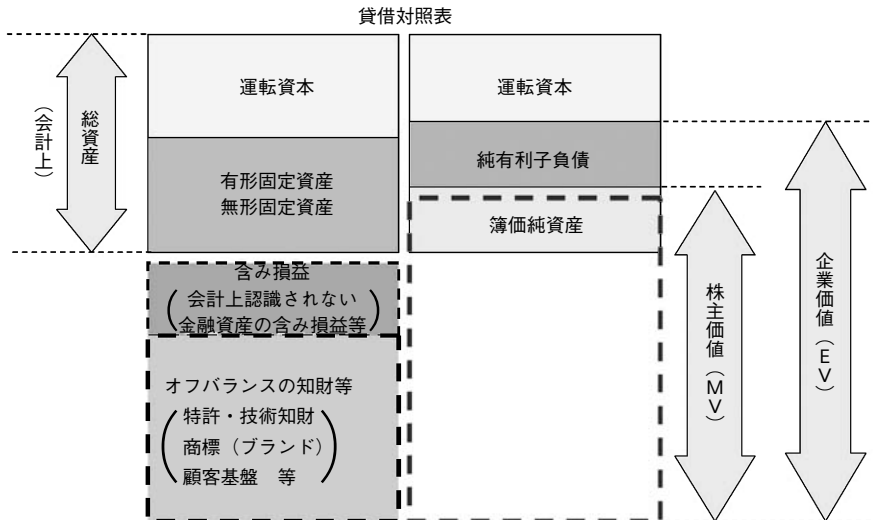 貸借対照表
総資産
（会計上）
運転資本
有形固定資産
無形固定資産
含み損益
（会計上認識されない
金融資産の含み損益等）
オフバランスの知財等
（特許・技術知財
商標（ブランド）
顧客基盤　等）
運転資本
純有利子負債
簿価純資産
株主価値（MV）
企業価値（EV）